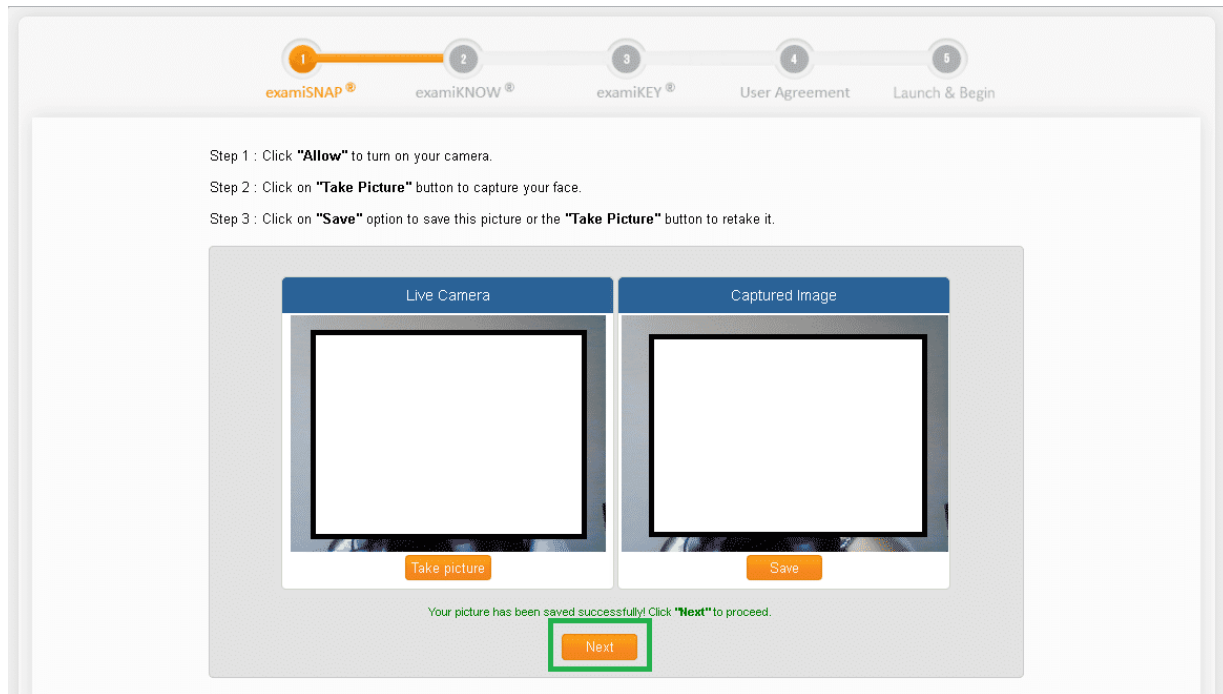 1 2 3 4 5
examiSNAP ® examiKNOW ® examiKEY ® User Agreement Launch & Begin
Step 1 : Click "Allow" to turn on your camera.
Step 2 : Click on "Take Picture" button to capture your face.
Step 3 : Click on "Save" option to save this picture or the "Take Picture" button to retake it.
Live Camera Captured Image
Take picture Save
Your picture has been saved successfully! Click "Next" to proceed.
Next